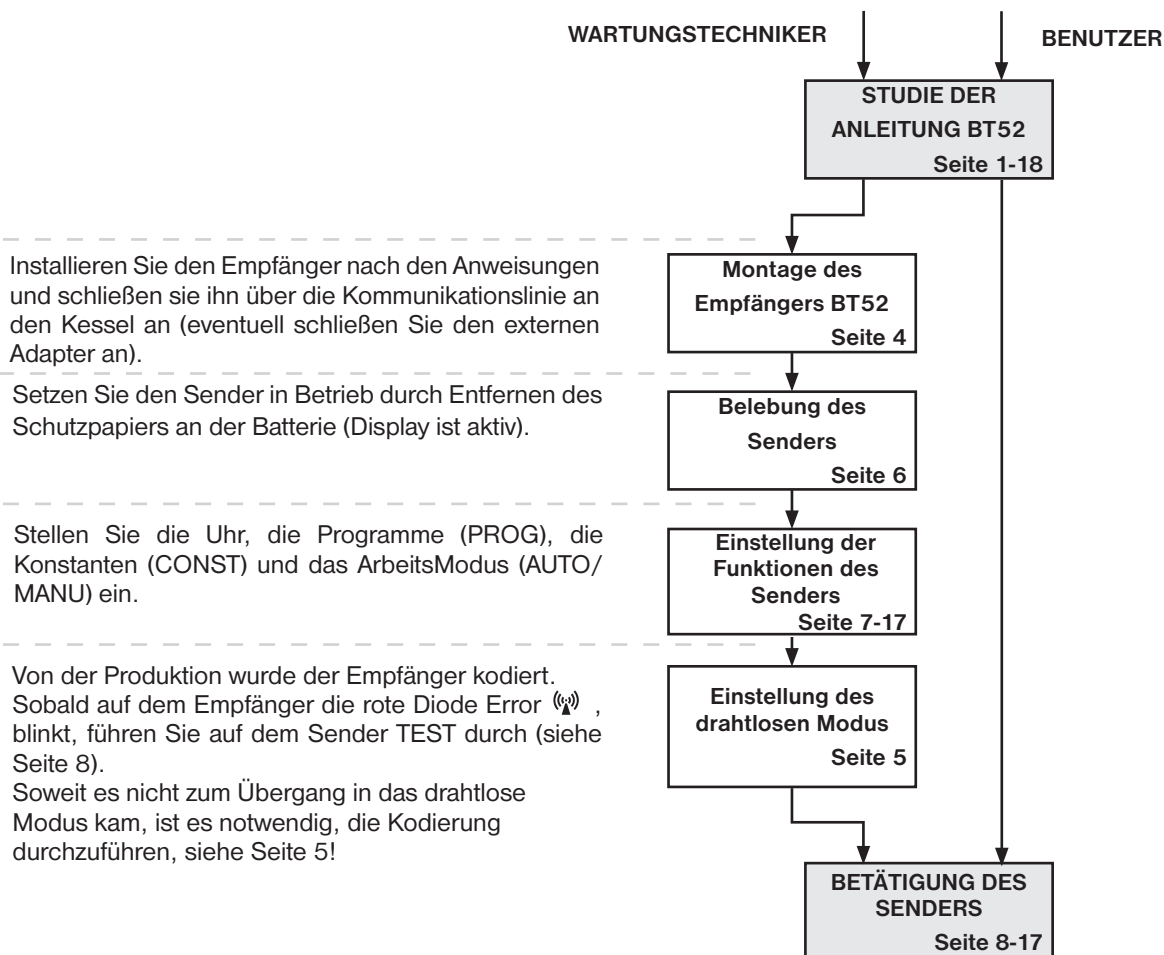 WARTUNGSTECHNIKER
BENUTZER
STUDIE DER
ANLEITUNG BT52
Seite 1-18
Installieren Sie den Empfänger nach den Anweisungen
und schließen sie ihn über die Kommunikationslinie an
den Kessel an (eventuell schließen Sie den externen
Adapter an).
Montage des
Empfängers BT52
Seite 4
Setzen Sie den Sender in Betrieb durch Entfernen des
Schutzpapiers an der Batterie (Display ist aktiv).
Belebung des
Senders
Seite 6
Stellen Sie die Uhr, die Programme (PROG), die
Konstanten (CONST) und das ArbeitsModus (AUTO/
MANU) ein.
Einstellung der
Funktionen des
Senders
Seite 7-17
Von der Produktion wurde der Empfänger kodiert.
Sobald auf dem Empfänger die rote Diode Error ,
blinkt, führen Sie auf dem Sender TEST durch (siehe
Seite 8).
Soweit es nicht zum Übergang in das drahtlose
Modus kam, ist es notwendig, die Kodierung
durchzuführen, siehe Seite 5!
Einstellung des
drahtlosen Modus
Seite 5
BETÄTIGUNG DES
SENDERS
Seite 8-17